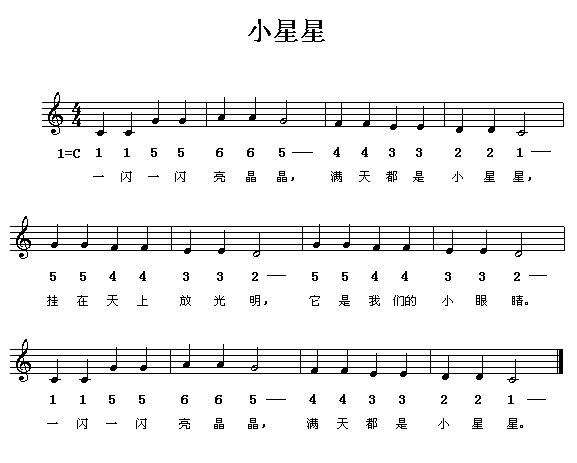 小星星
4
4
1=C 1 1 5 5 6 6 5— 4 4 3 3 2 2 1—
一闪一闪 亮晶晶， 满天都是 小星星，
5 5 4 4 3 3 2— 5 5 4 4 3 3 2—
挂在天上 放光明， 它是我们的 小眼睛。
1 1 5 5 6 6 5— 4 4 3 3 2 2 1—
一闪一闪 亮晶晶， 满天都是 小星星。